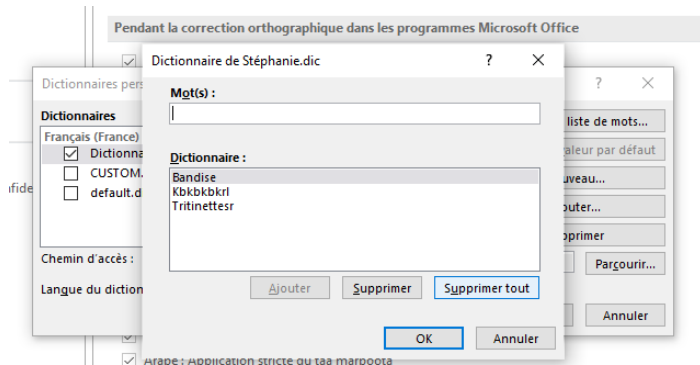 Pendant la correction orthographique dans les programmes Microsoft Office
Dictionnaires pers
Dictionnaire de Stéphanie.dic
Mot(s) :
Dictionnaires
Français (France)
Dictionna
CUSTOM.
default.d
Dictionnaire :
Bandise
Kbkbkbkrl
Tritinettesr
liste de mots...
aleur par défaut
uveau...
outer...
pprimer
nfide
Chemin d'accès :
Parcourir...
Langue du diction
Ajouter
Supprimer
Supprimer tout
Annuler
OK
Annuler
Arabe : Application stricte du taa marboota